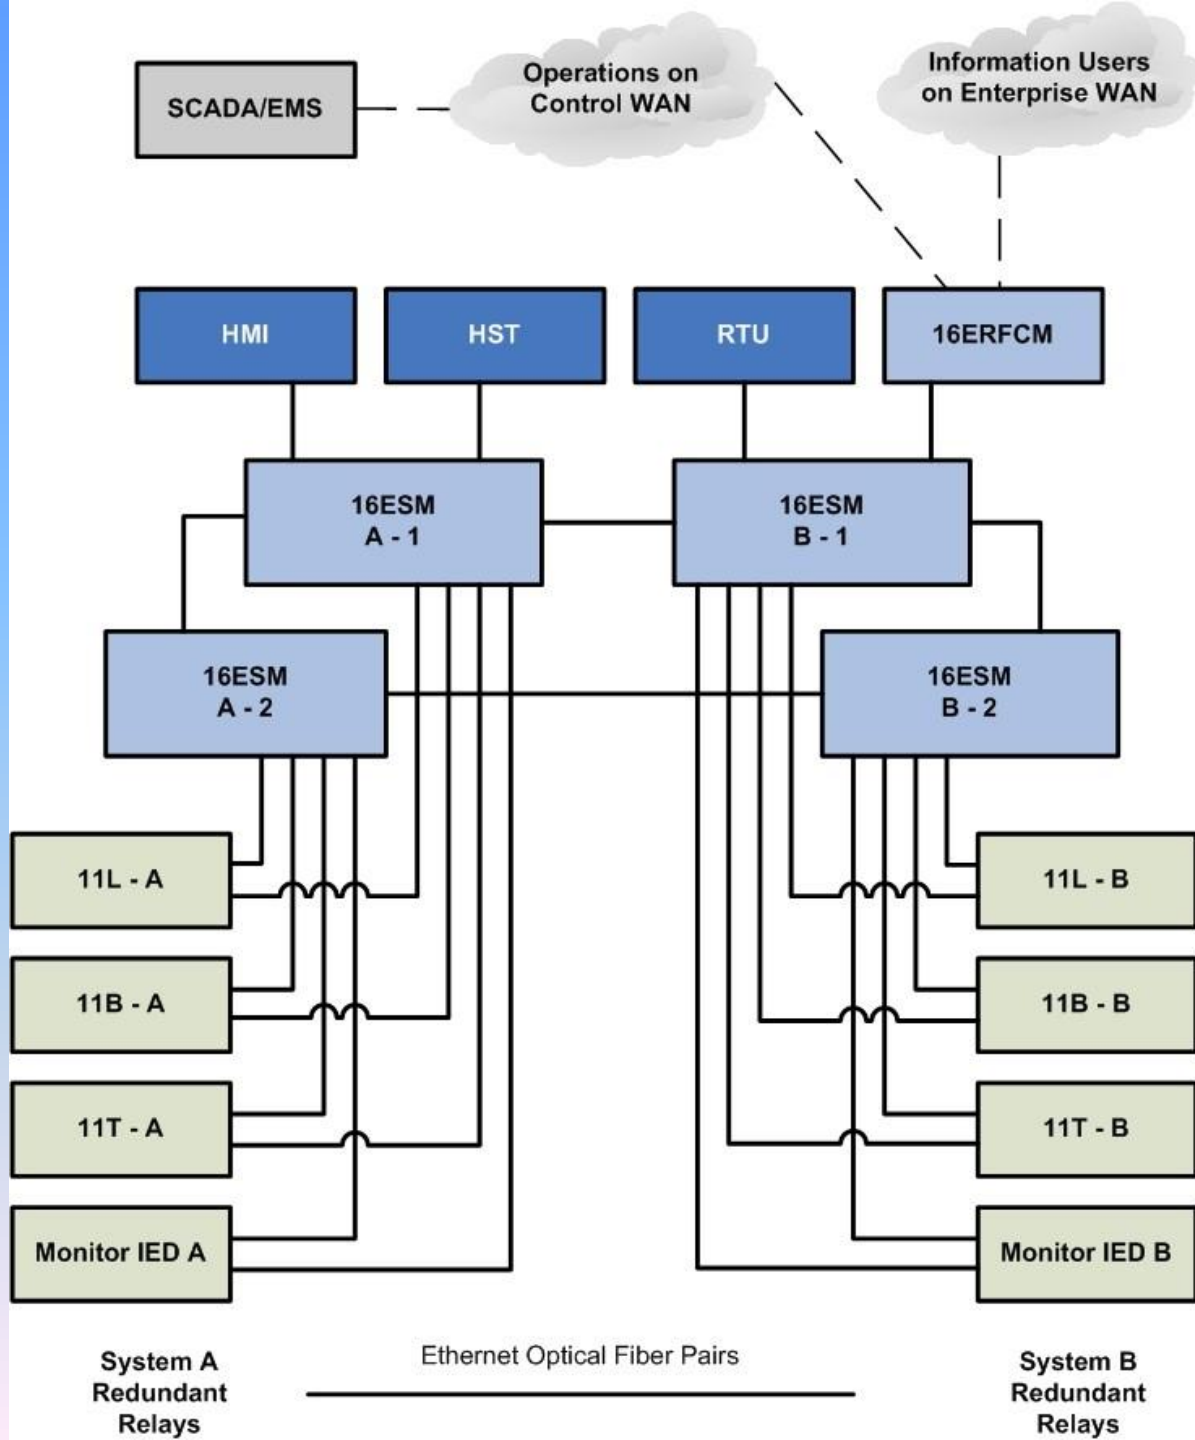 SCADA/EMS
Operations on
Control WAN
Information Users
on Enterprise WAN
HMI
HST
RTU
16ERFCM
16ESM
A - 1
16ESM
B - 1
16ESM
A - 2
16ESM
B - 2
11L - A
11L - B
11B - A
11B - B
11T - A
11T - B
Monitor IED A
Monitor IED B
System A
Redundant
Relays
Ethernet Optical Fiber Pairs
System B
Redundant
Relays